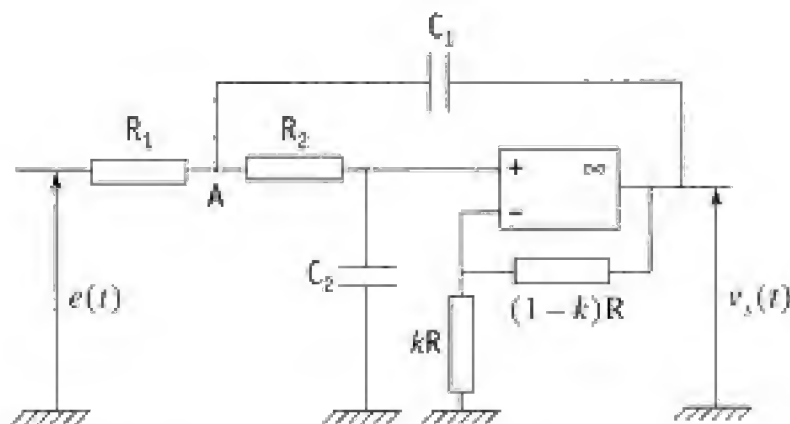 C₁
R₁
R₂
A
+
∞
−
C₂
e(t)
(1 − k)R
kR
vₛ(t)